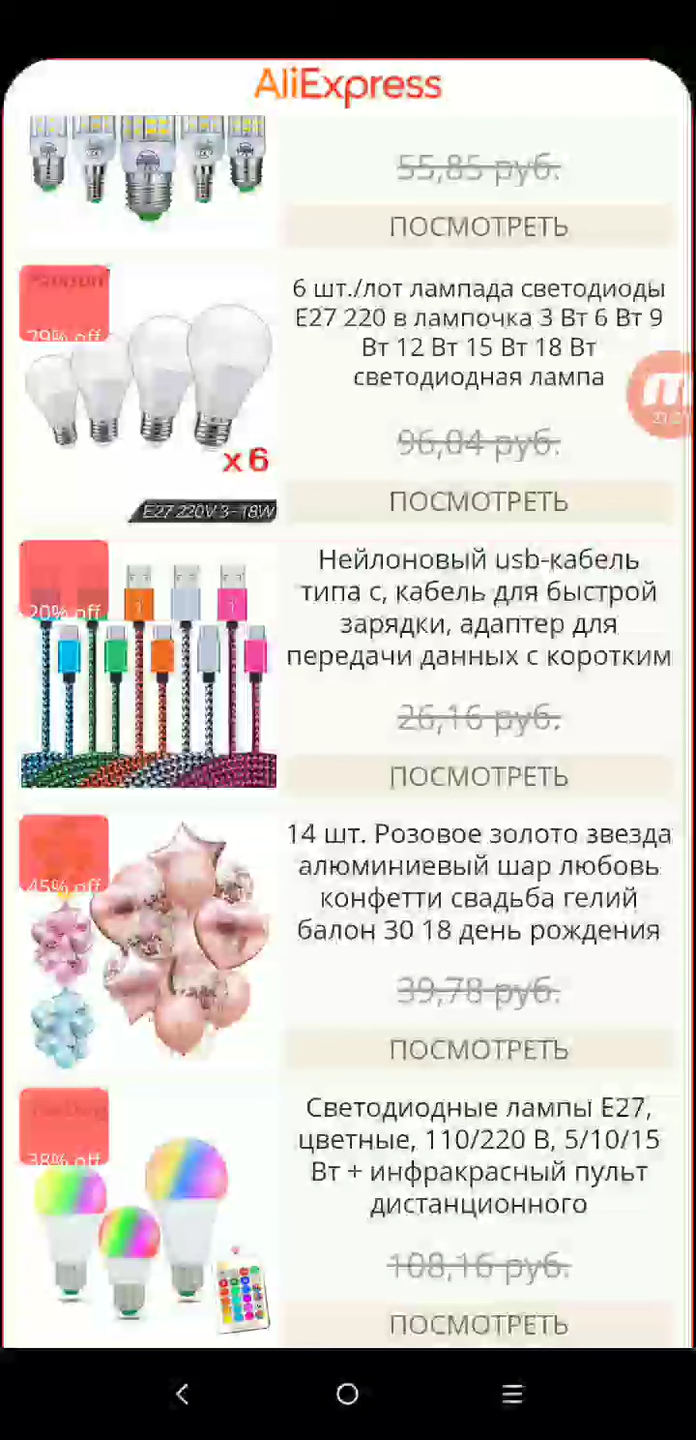 AliExpress
55,85 руб.
ПОСМОТРЕТЬ
6 шт./лот лампада светодиоды
E27 220 в лампочка 3 Вт 6 Вт 9
Вт 12 Вт 15 Вт 18 Вт
светодиодная лампа
96,04 руб.
29% off
x6
E27 220V 3-18W
ПОСМОТРЕТЬ
Нейлоновый usb-кабель
типа с, кабель для быстрой
зарядки, адаптер для
передачи данных с коротким
26,16 руб.
20% off
ПОСМОТРЕТЬ
14 шт. Розовое золото звезда
алюминиевый шар любовь
конфетти свадьба гелий
балон 30 18 день рождения
39,78 руб.
45% off
ПОСМОТРЕТЬ
Светодиодные лампы E27,
цветные, 110/220 В, 5/10/15
Вт + инфракрасный пульт
дистанционного
108,16 руб.
38% off
ПОСМОТРЕТЬ